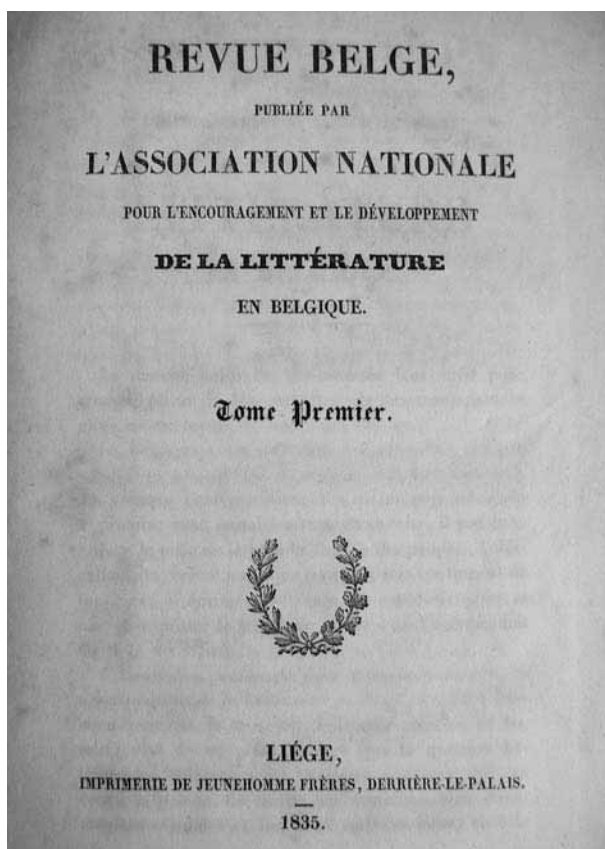 REVUE BELGE,
PUBLIÉE PAR
L'ASSOCIATION NATIONALE
POUR L'ENCOURAGEMENT ET LE DÉVELOPPEMENT
DE LA LITTÉRATURE
EN BELGIQUE.
Tome Premier.
LIÉGE,
IMPRIMERIE DE JEUNEHOMME FRÈRES, DERRIÈRE-LE-PALAIS.
1835.